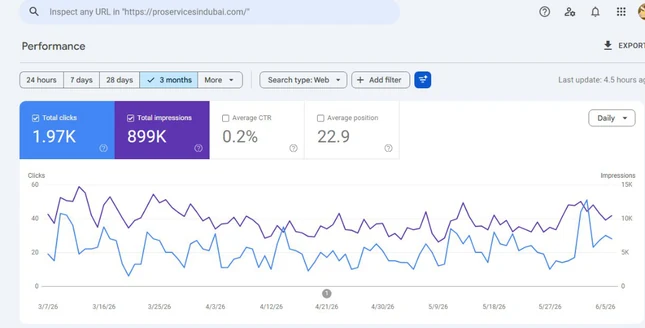 Inspect any URL in "https://proservicesindubai.com/"
Performance
EXPORT
24 hours 7 days 28 days 3 months More Search type: Web Add filter
Last update: 4.5 hours ag
Total clicks Total impressions Average CTR Average position
1.97K 899K 0.2% 22.9
Daily
Clicks Impressions
60 15K
40 10K
20 5K
0 0
1
3/7/26 3/16/26 3/25/26 4/3/26 4/12/26 4/21/26 4/30/26 5/9/26 5/18/26 5/27/26 6/5/26